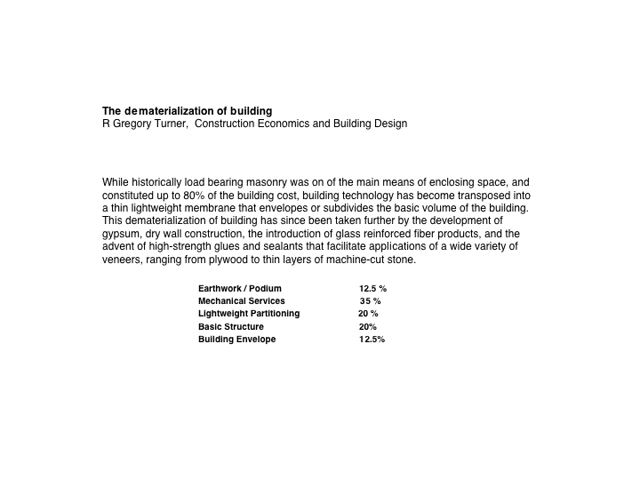 The dematerialization of building
R Gregory Turner, Construction Economics and Building Design
While historically load bearing masonry was on of the main means of enclosing space, and
constituted up to 80% of the building cost, building technology has become transposed into
a thin lightweight membrane that envelopes or subdivides the basic volume of the building.
This dematerialization of building has since been taken further by the development of
gypsum, dry wall construction, the introduction of glass reinforced fiber products, and the
advent of high-strength glues and sealants that facilitate applications of a wide variety of
veneers, ranging from plywood to thin layers of machine-cut stone.
Earthwork / Podium 12.5 %
Mechanical Services 35 %
Lightweight Partitioning 20 %
Basic Structure 20%
Building Envelope 12.5%